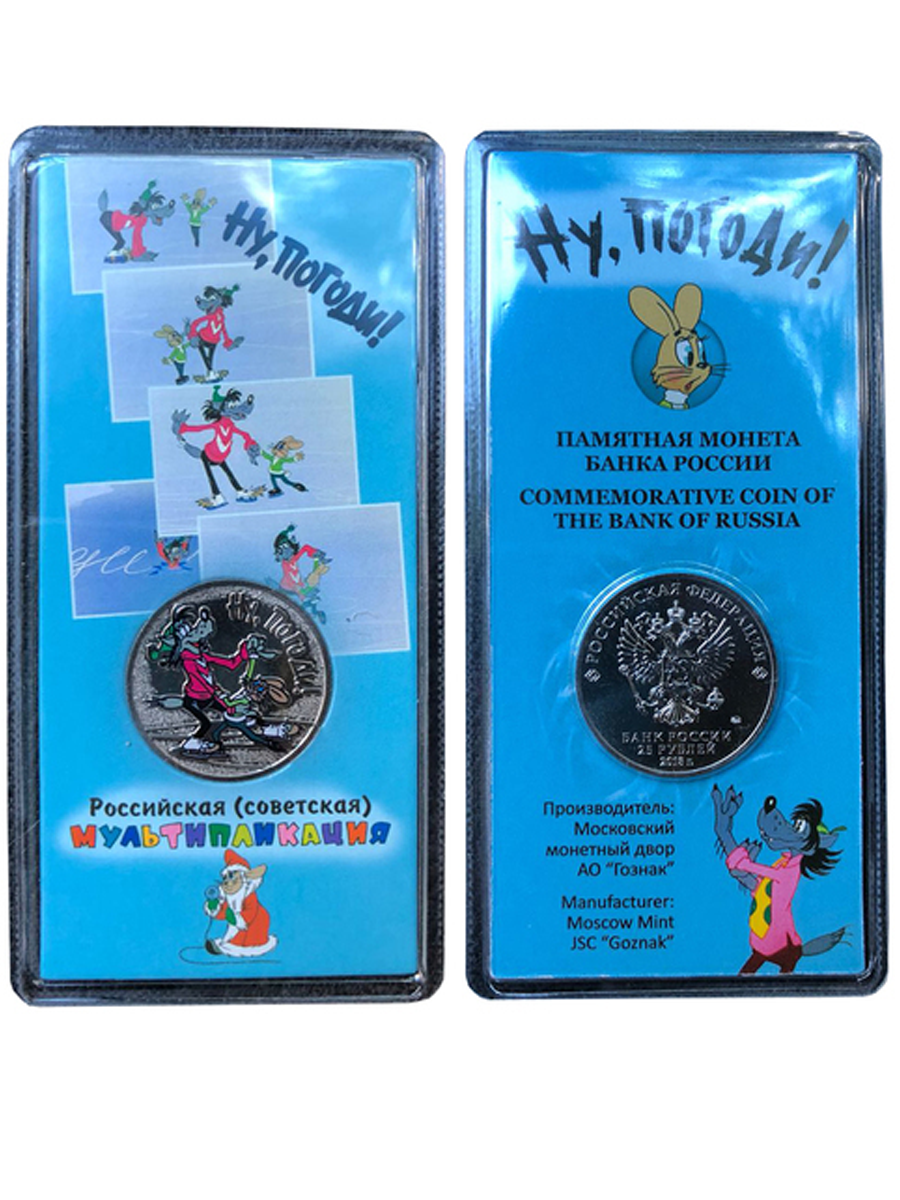 Ну, ПОГОДИ!
Ну, ПОГОДИ!
Российская (советская)
МУЛЬТИПЛИКАЦИЯ
Ну, ПОГОДИ!
ПАМЯТНАЯ МОНЕТА
БАНКА РОССИИ
COMMEMORATIVE COIN OF
THE BANK OF RUSSIA
РОССИЙСКАЯ ФЕДЕРАЦИЯ
БАНК РОССИИ
25 РУБЛЕЙ
2018 г.
Производитель:
Московский
монетный двор
АО "Гознак"
Manufacturer:
Moscow Mint
JSC "Goznak"